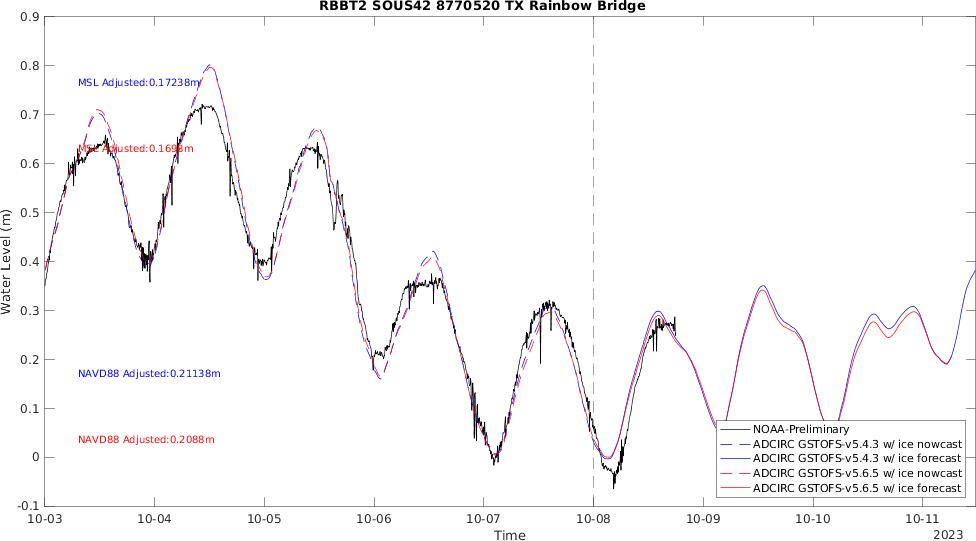 RBBT2 SOUS42 8770520 TX Rainbow Bridge
0.9
0.8
0.7
0.6
0.5
0.4
0.3
0.2
0.1
0
-0.1
Water Level (m)
MSL Adjusted:0.17238m
MSL Adjusted:0.1698m
NAVD88 Adjusted:0.21138m
NAVD88 Adjusted:0.2088m
NOAA-Preliminary
ADCIRC GSTOFS-v5.4.3 w/ ice nowcast
ADCIRC GSTOFS-v5.4.3 w/ ice forecast
ADCIRC GSTOFS-v5.6.5 w/ ice nowcast
ADCIRC GSTOFS-v5.6.5 w/ ice forecast
10-03 10-04 10-05 10-06 10-07 10-08 10-09 10-10 10-11
Time
2023